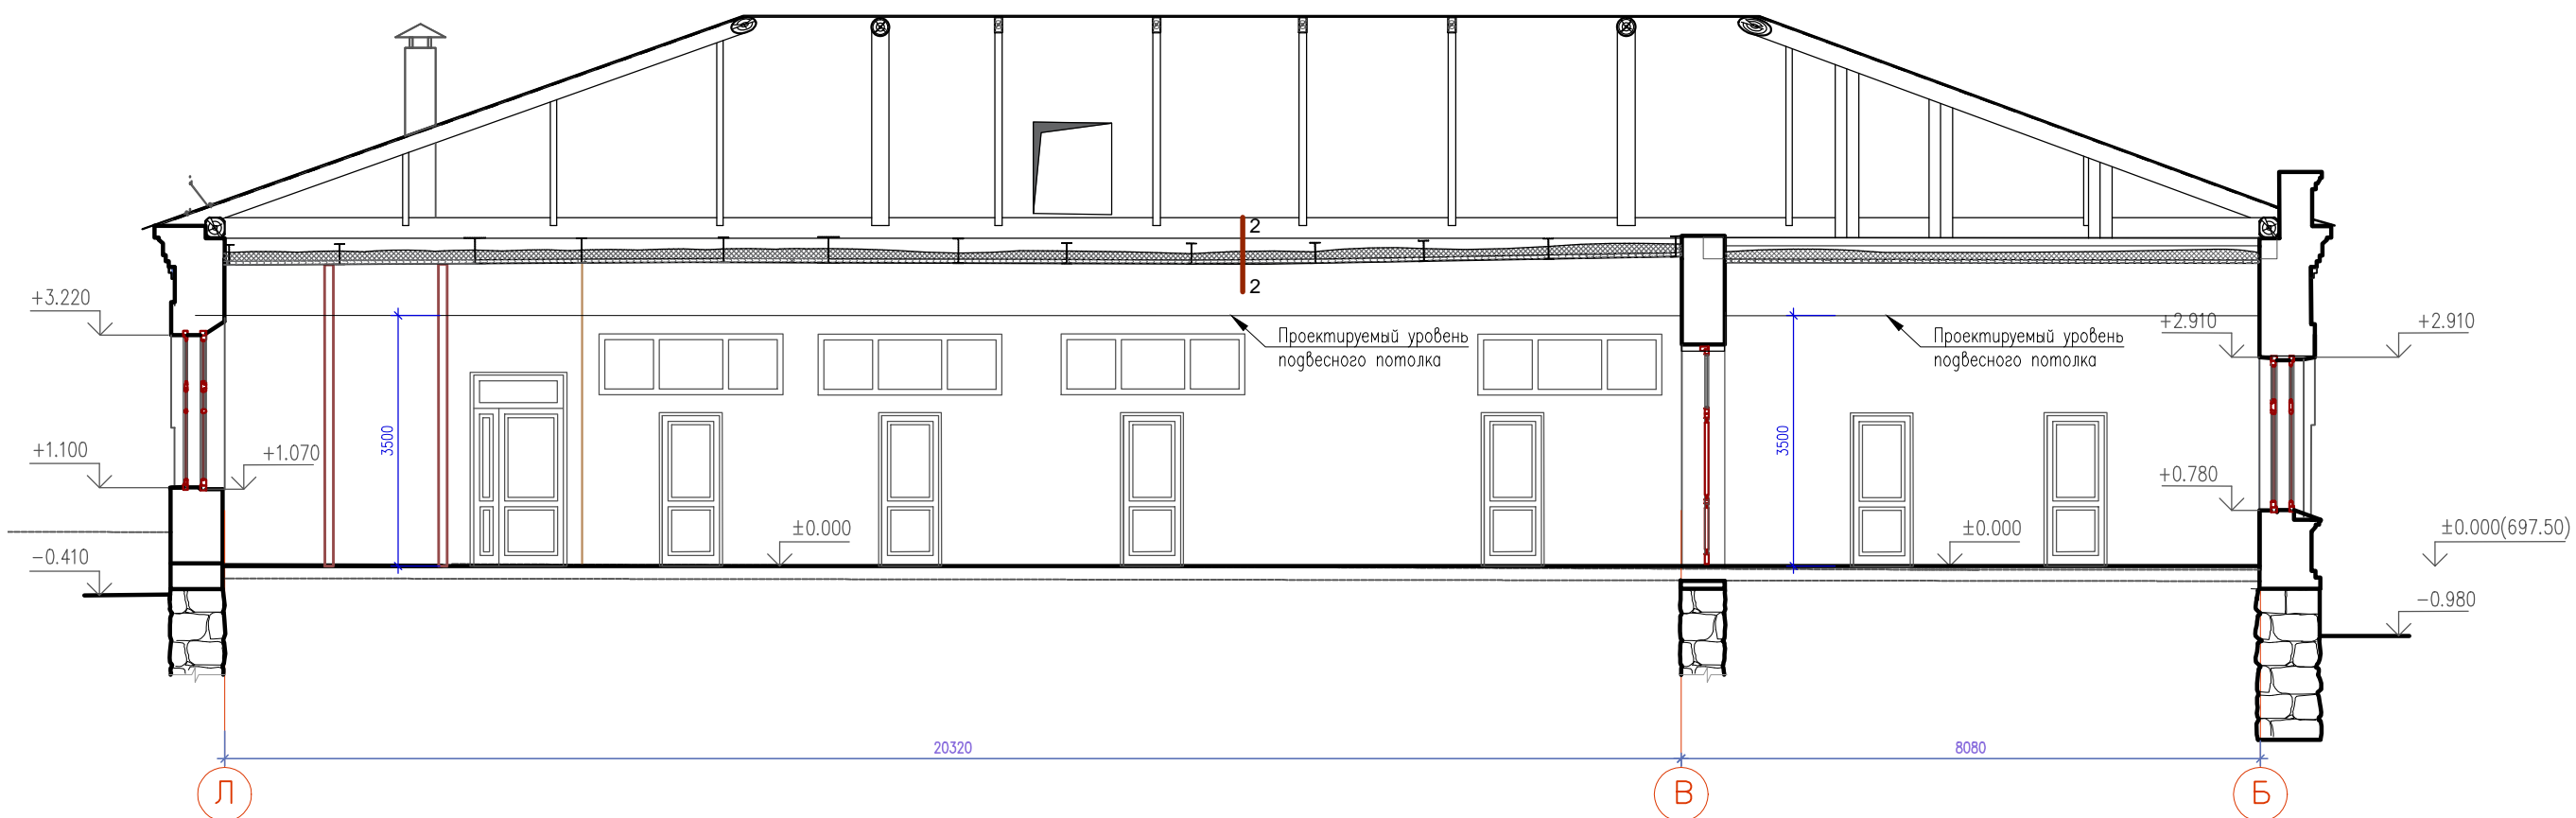 2
2
+3.220
Проектируемый уровень
подвесного потолка
Проектируемый уровень
подвесного потолка
+2.910
+2.910
3500
3500
+1.100
+1.070
+0.780
±0.000
±0.000
±0.000(697.50)
-0.410
-0.980
20320
8080
Л
В
Б